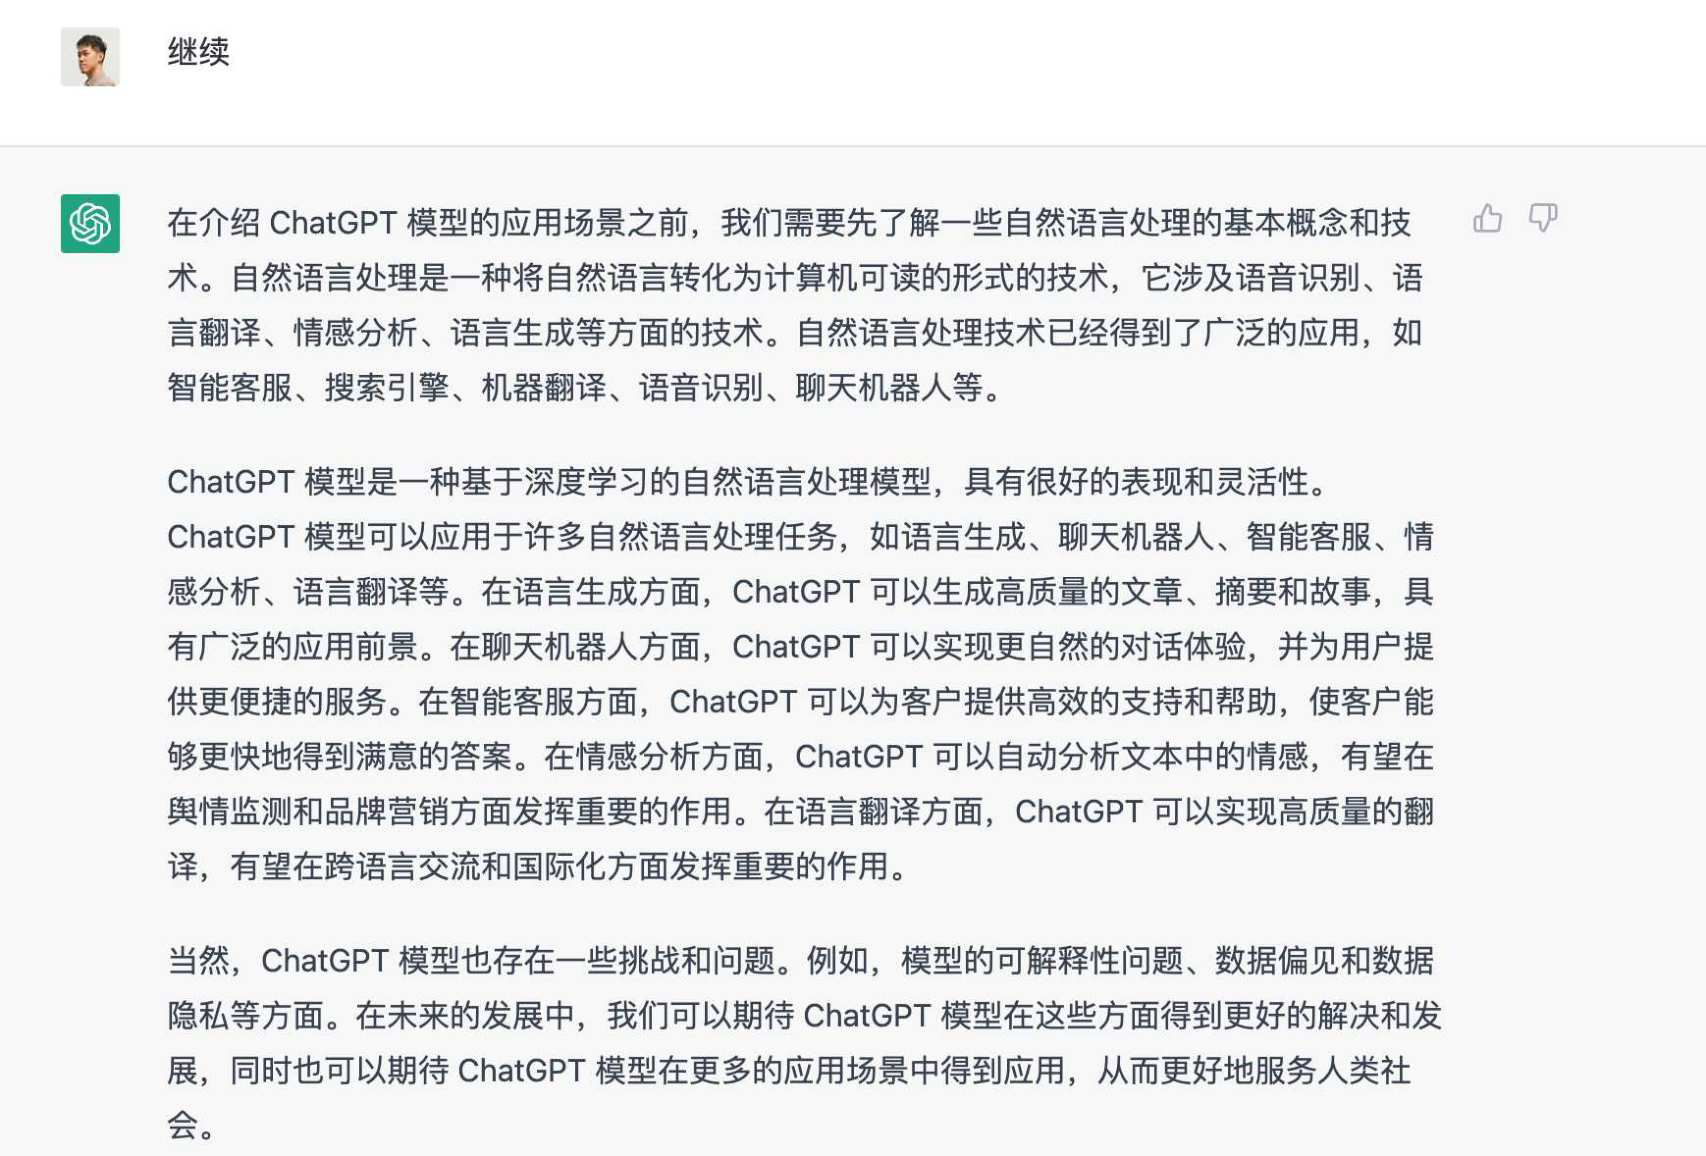 继续
在介绍 ChatGPT 模型的应用场景之前，我们需要先了解一些自然语言处理的基本概念和技
术。自然语言处理是一种将自然语言转化为计算机可读的形式的技术，它涉及语音识别、语
言翻译、情感分析、语言生成等方面的技术。自然语言处理技术已经得到了广泛的应用，如
智能客服、搜索引擎、机器翻译、语音识别、聊天机器人等。
ChatGPT 模型是一种基于深度学习的自然语言处理模型，具有很好的表现和灵活性。
ChatGPT 模型可以应用于许多自然语言处理任务，如语言生成、聊天机器人、智能客服、情
感分析、语言翻译等。在语言生成方面，ChatGPT 可以生成高质量的文章、摘要和故事，具
有广泛的应用前景。在聊天机器人方面，ChatGPT 可以实现更自然的对话体验，并为用户提
供更便捷的服务。在智能客服方面，ChatGPT 可以为客户提供高效的支持和帮助，使客户能
够更快地得到满意的答案。在情感分析方面，ChatGPT 可以自动分析文本中的情感，有望在
舆情监测和品牌营销方面发挥重要的作用。在语言翻译方面，ChatGPT 可以实现高质量的翻
译，有望在跨语言交流和国际化方面发挥重要的作用。
当然，ChatGPT 模型也存在一些挑战和问题。例如，模型的可解释性问题、数据偏见和数据
隐私等方面。在未来的发展中，我们可以期待 ChatGPT 模型在这些方面得到更好的解决和发
展，同时也可以期待 ChatGPT 模型在更多的应用场景中得到应用，从而更好地服务人类社
会。